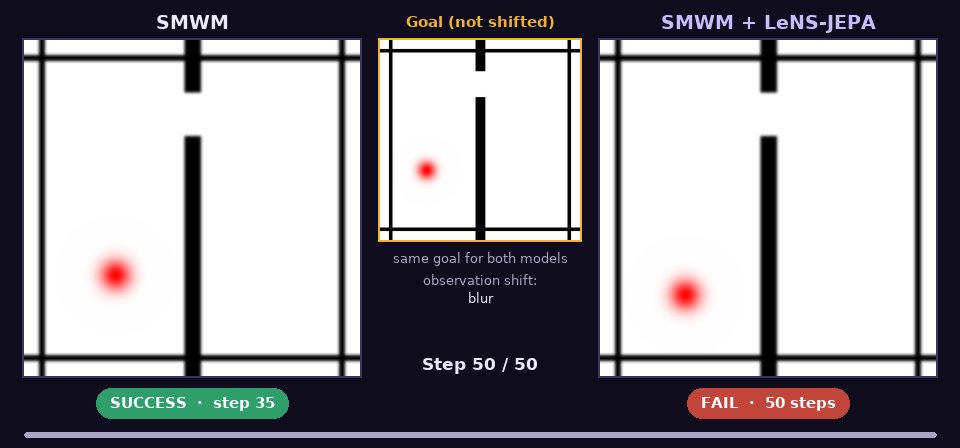 SMWM
Goal (not shifted)
SMWM + LeNS-JEPA
same goal for both models
observation shift:
blur
Step 50 / 50
SUCCESS · step 35
FAIL · 50 steps